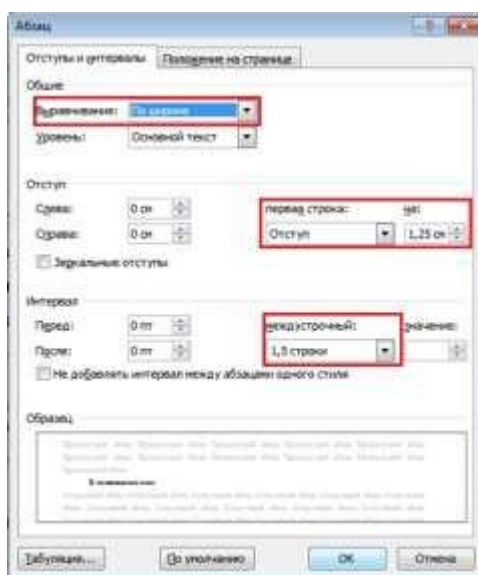 Абзац
Отступы и интервалы Положение на странице
Общие
Выравнивание: По ширине
Уровень: Основной текст
Отступ
Слева: 0 см первая строка: на:
Справа: 0 см Отступ 1,25 см
Зеркальные отступы
Интервал
Перед: 0 пт междустрочный: значение:
После: 0 пт 1,5 строки
Не добавлять интервал между абзацами одного стиля
Образец
Табуляция... По умолчанию ОК Отмена